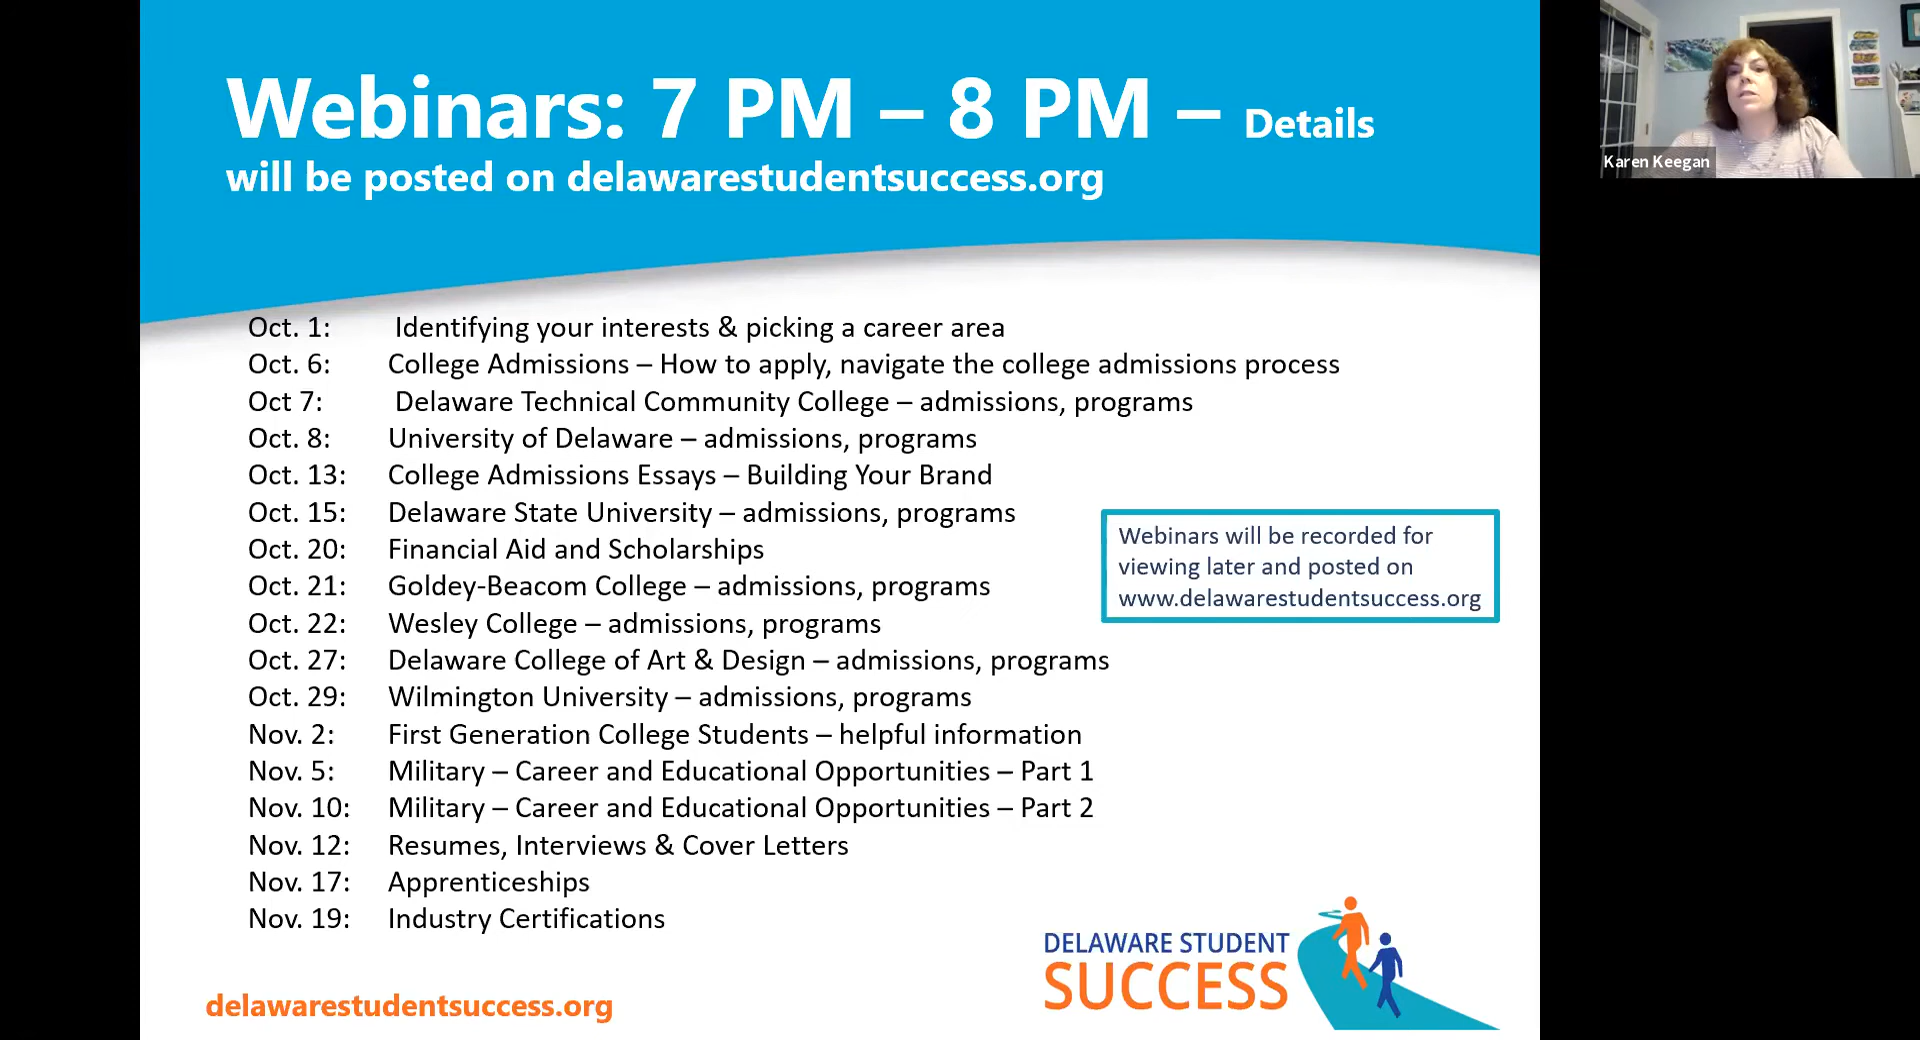 Webinars: 7 PM – 8 PM – Details
will be posted on delawarestudentsuccess.org
Karen Keegan
Oct. 1: Identifying your interests & picking a career area
Oct. 6: College Admissions – How to apply, navigate the college admissions process
Oct 7: Delaware Technical Community College – admissions, programs
Oct. 8: University of Delaware – admissions, programs
Oct. 13: College Admissions Essays – Building Your Brand
Oct. 15: Delaware State University – admissions, programs
Oct. 20: Financial Aid and Scholarships
Oct. 21: Goldey-Beacom College – admissions, programs
Oct. 22: Wesley College – admissions, programs
Oct. 27: Delaware College of Art & Design – admissions, programs
Oct. 29: Wilmington University – admissions, programs
Nov. 2: First Generation College Students – helpful information
Nov. 5: Military – Career and Educational Opportunities – Part 1
Nov. 10: Military – Career and Educational Opportunities – Part 2
Nov. 12: Resumes, Interviews & Cover Letters
Nov. 17: Apprenticeships
Nov. 19: Industry Certifications
Webinars will be recorded for
viewing later and posted on
www.delawarestudentsuccess.org
DELAWARE STUDENT
SUCCESS
delawarestudentsuccess.org